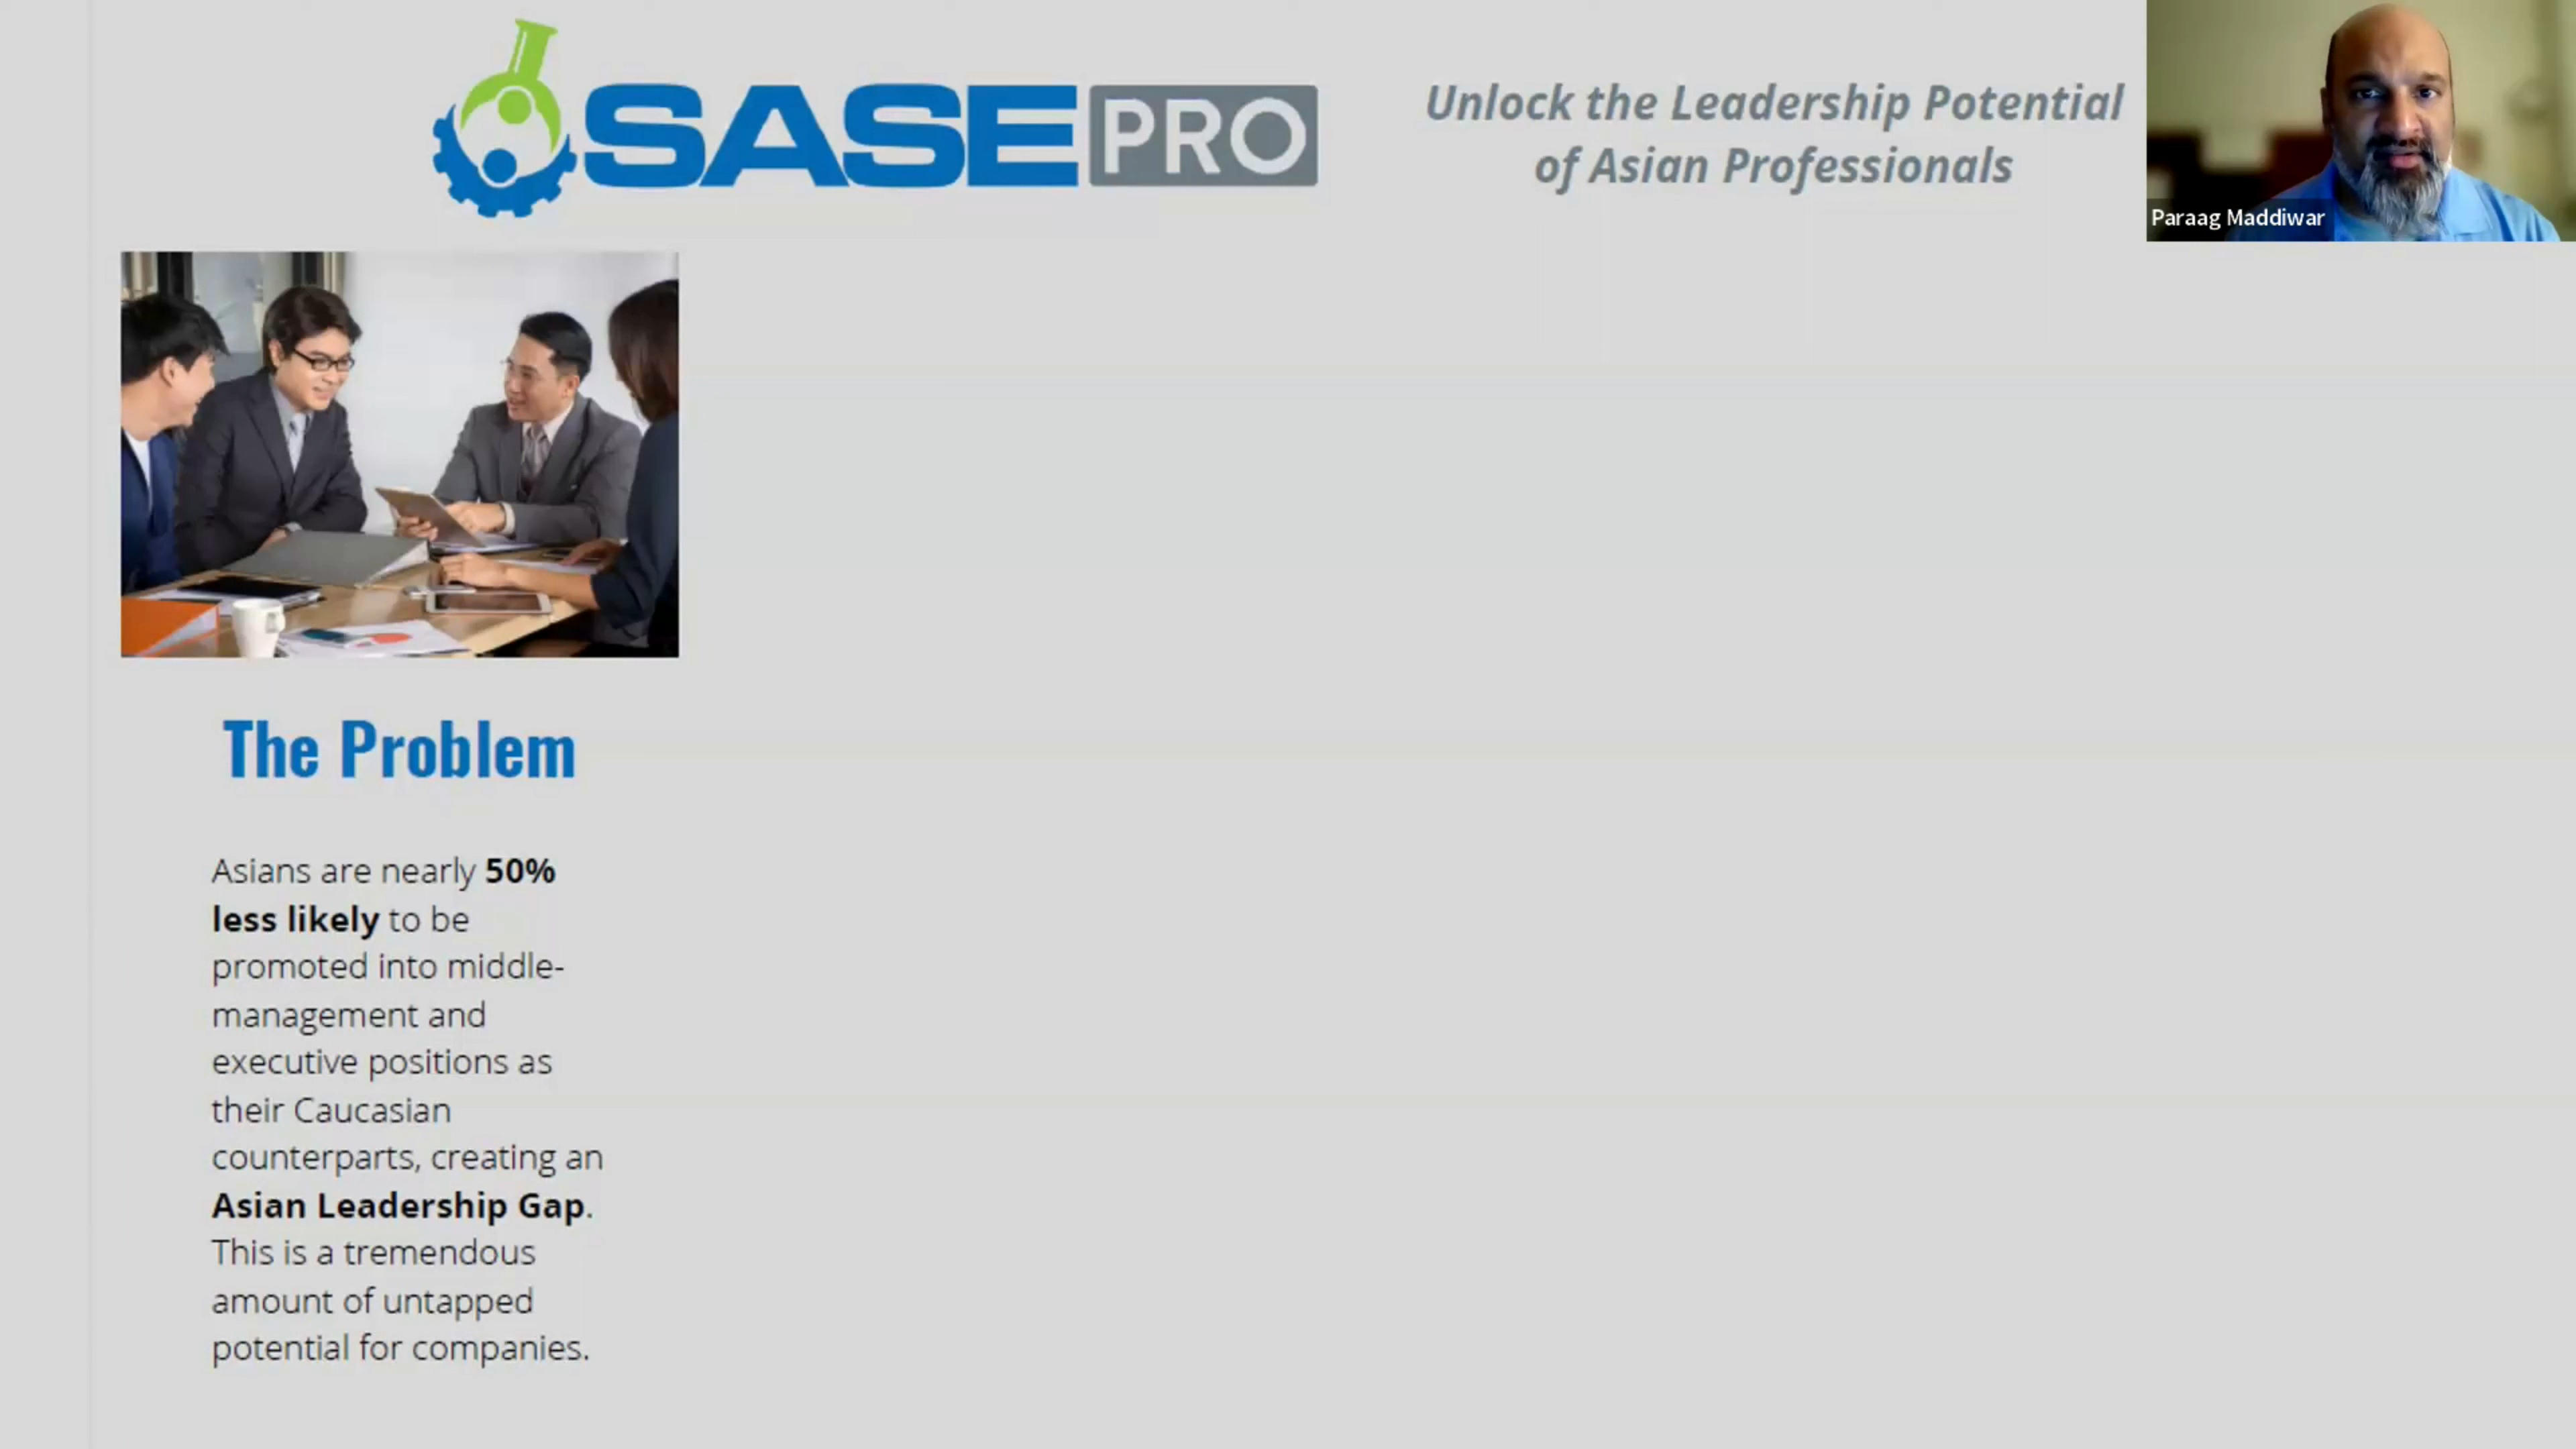 SASE PRO
Unlock the Leadership Potential
of Asian Professionals
Paraag Maddiwar
The Problem
Asians are nearly 50%
less likely to be
promoted into middle-
management and
executive positions as
their Caucasian
counterparts, creating an
Asian Leadership Gap.
This is a tremendous
amount of untapped
potential for companies.